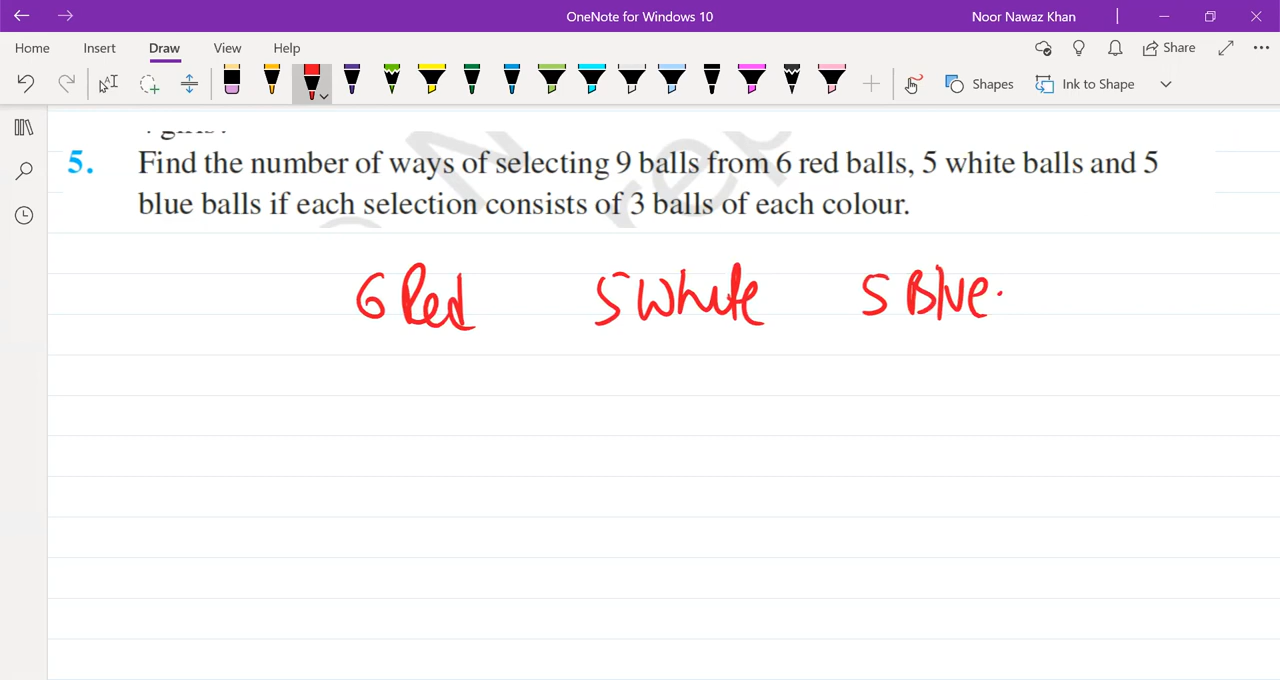 OneNote for Windows 10
Noor Nawaz Khan
Home Insert Draw View Help
Share
Shapes
Ink to Shape
5. Find the number of ways of selecting 9 balls from 6 red balls, 5 white balls and 5
blue balls if each selection consists of 3 balls of each colour.
6 Red 5 White 5 Blue.